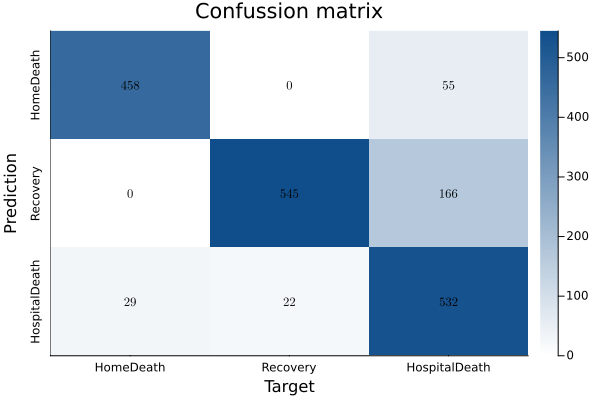 Confussion matrix
HomeDeath
458
0
55
Recovery
0
545
166
HospitalDeath
29
22
532
HomeDeath
Recovery
HospitalDeath
Target
Prediction
500
400
300
200
100
0